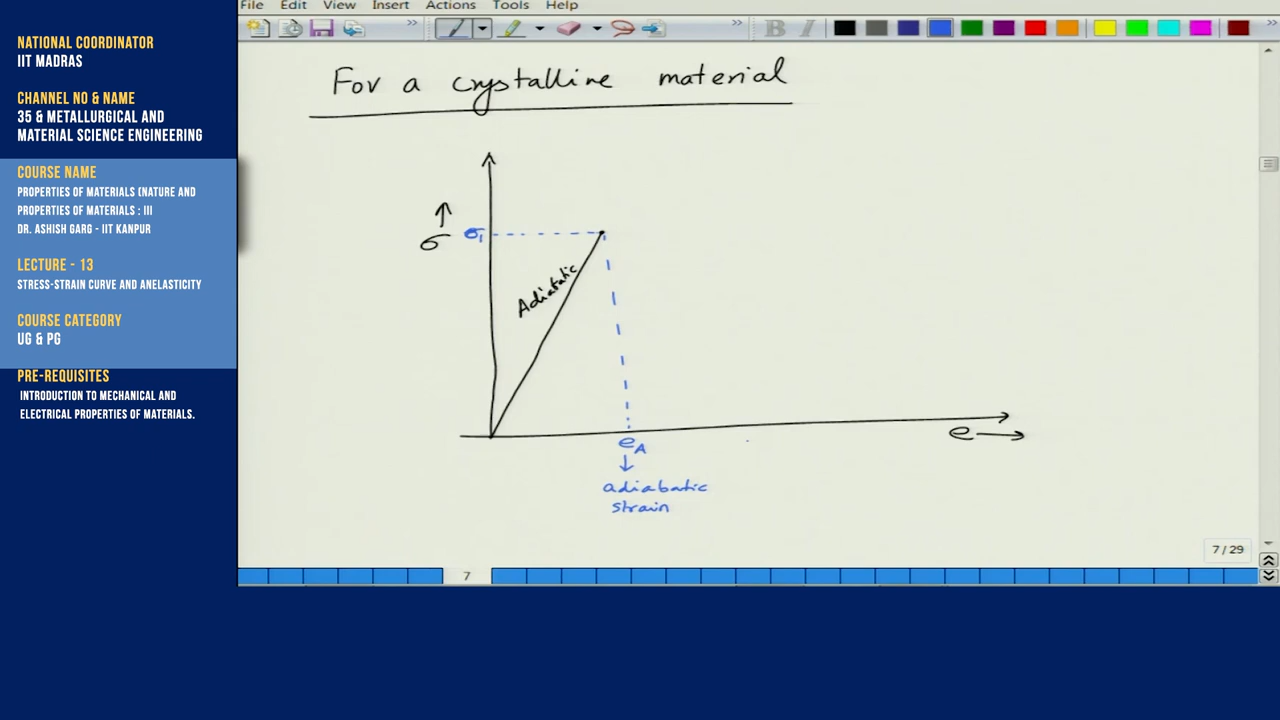 NATIONAL COORDINATOR
IIT MADRAS
CHANNEL NO & NAME
35 & METALLURGICAL AND
MATERIAL SCIENCE ENGINEERING
COURSE NAME
PROPERTIES OF MATERIALS (NATURE AND
PROPERTIES OF MATERIALS : III
DR. ASHISH GARG - IIT KANPUR
LECTURE - 13
STRESS-STRAIN CURVE AND ANELASTICITY
COURSE CATEGORY
UG & PG
PRE-REQUISITES
INTRODUCTION TO MECHANICAL AND
ELECTRICAL PROPERTIES OF MATERIALS.
File Edit View Insert Actions Tools Help
B I
For a crystalline material
σ
σ1
Adiabatic
e
eA
adiabatic
strain
7 / 29
7